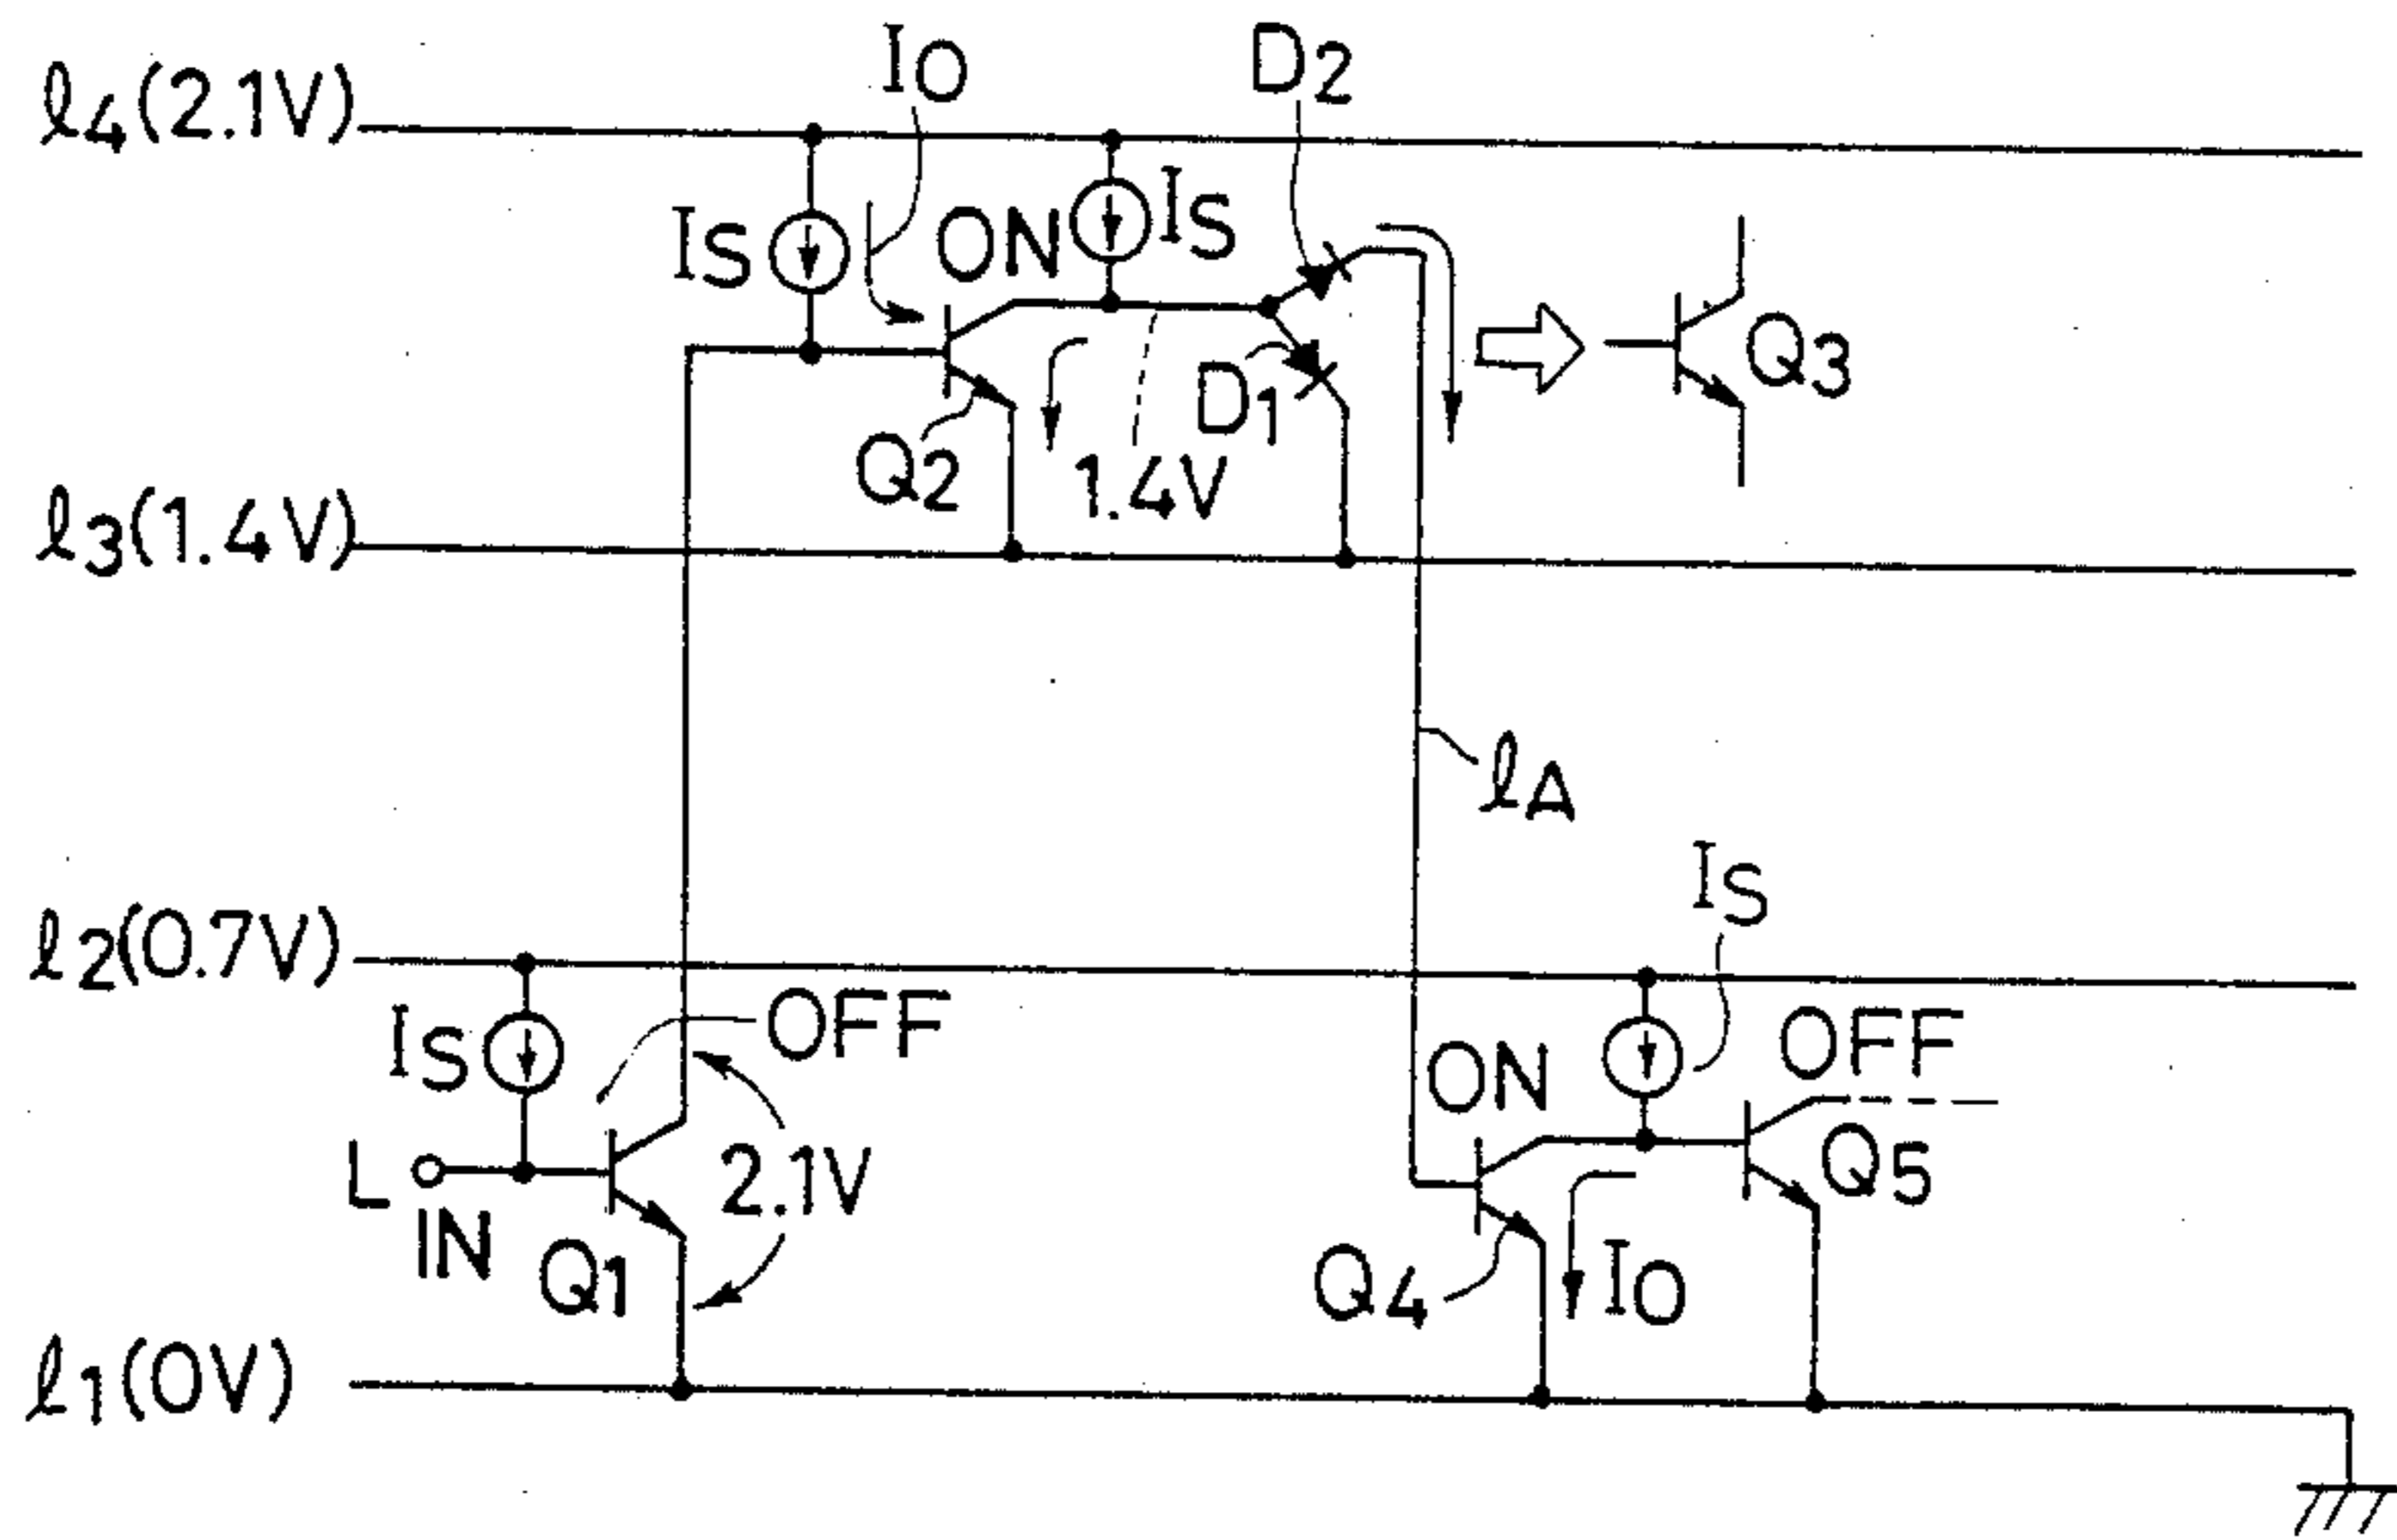 IO
D2
ℓ4(2.1V)
IS
ON
IS
Q3
D1
Q2
1.4V
ℓ3(1.4V)
ℓA
IS
ℓ2(0.7V)
OFF
IS
ON
OFF
L
IN
Q1
2.1V
Q5
Q4
IO
ℓ1(0V)